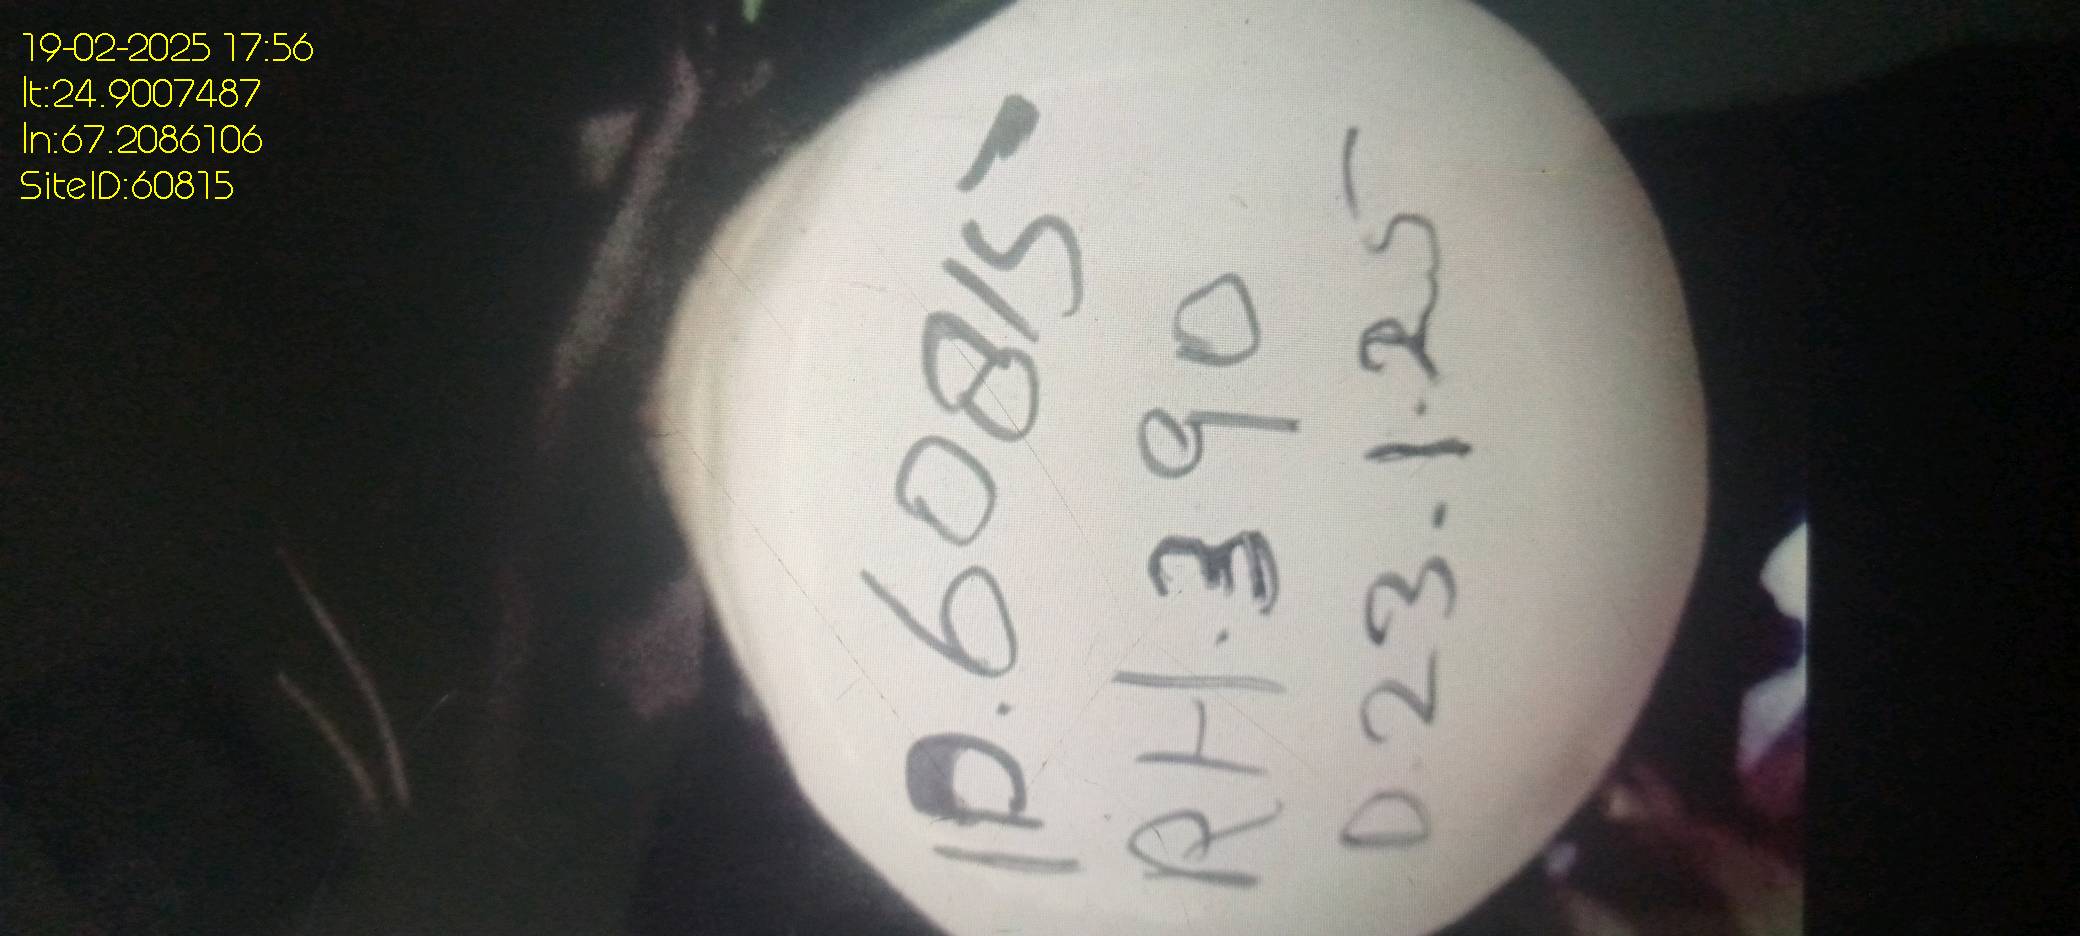 19-02-2025 17:56
lt:24.9007487
ln:67.2086106
SiteID:60815
ID.60815
RH.390
D23-1.25